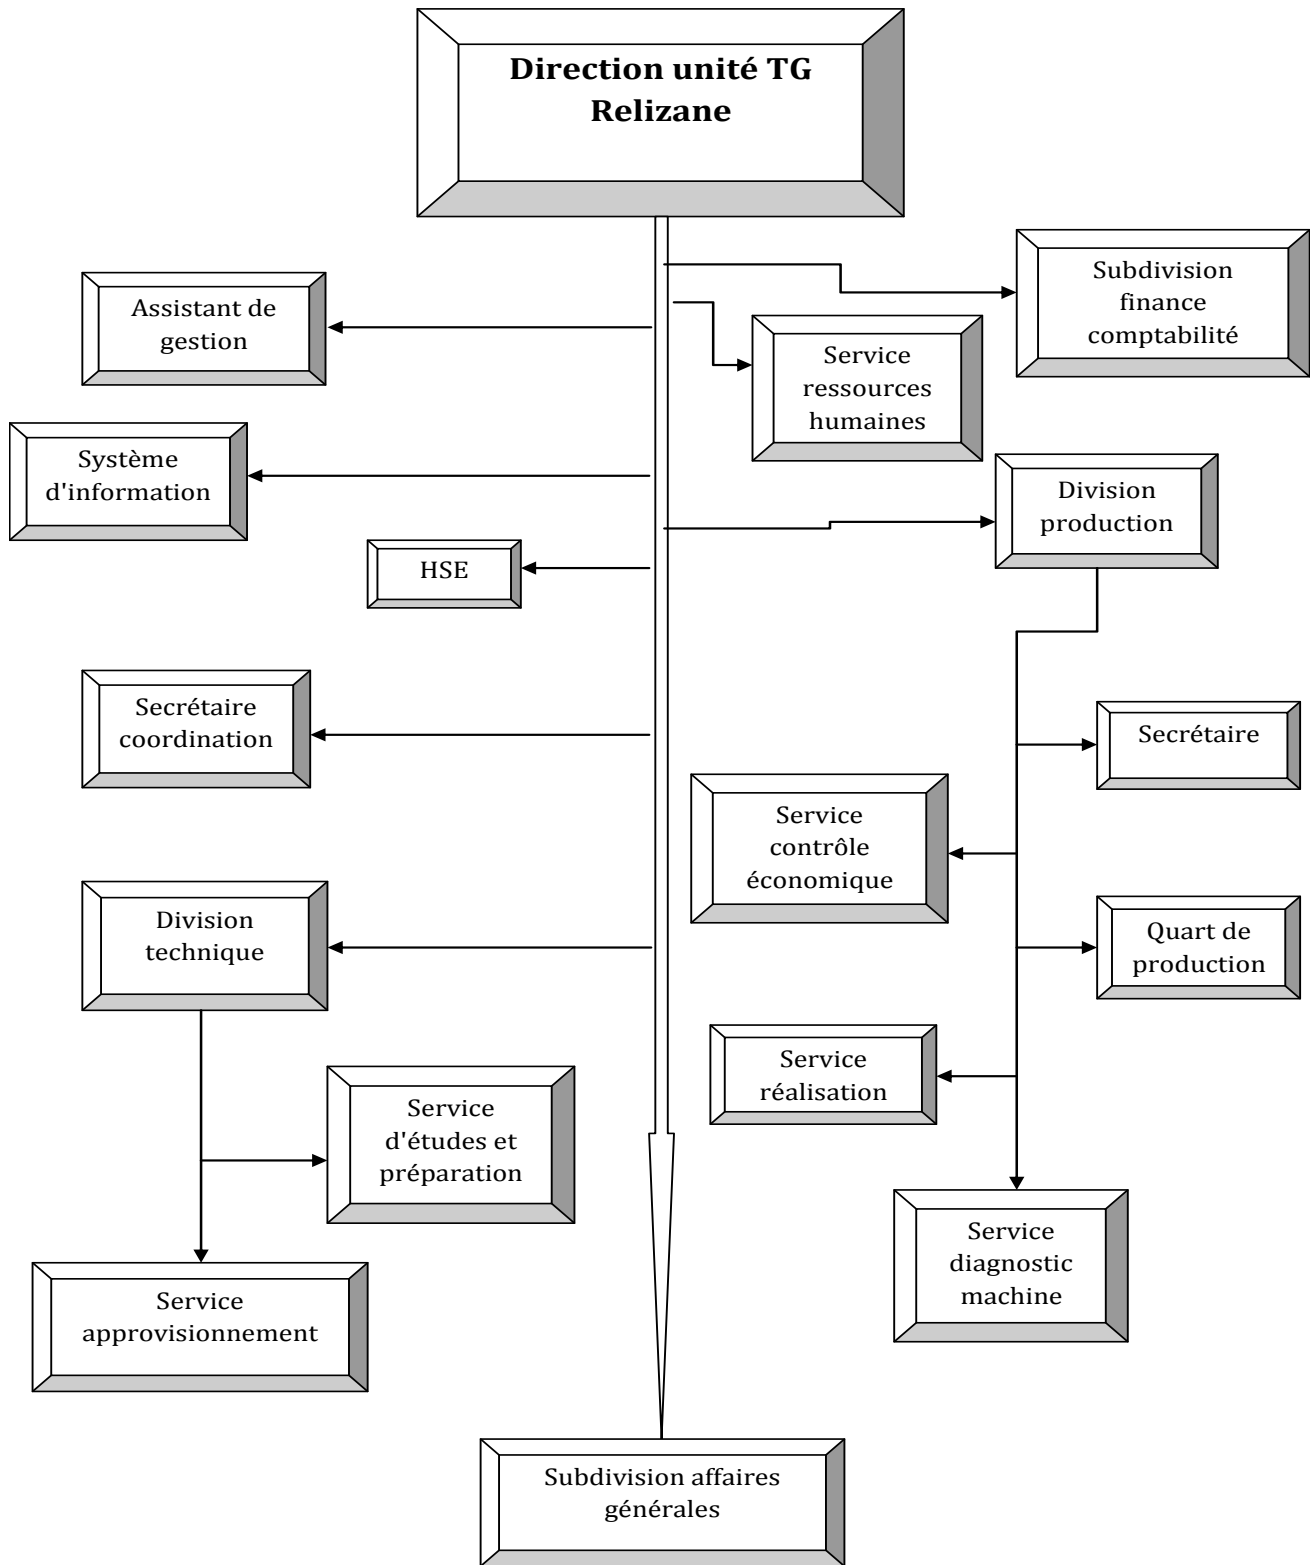 Direction unité TG
Relizane
Subdivision
finance
comptabilité
Assistant de
gestion
Service
ressources
humaines
Système
d'information
Division
production
HSE
Secrétaire
coordination
Secrétaire
Service
contrôle
économique
Division
technique
Quart de
production
Service
réalisation
Service
d'études et
préparation
Service
diagnostic
machine
Service
approvisionnement
Subdivision affaires
générales